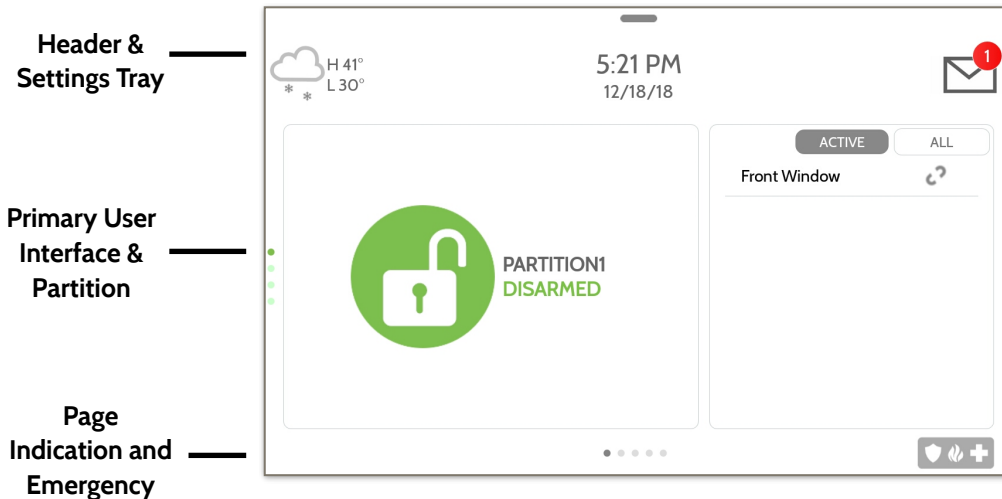 Header &
Settings Tray
H 41°
L 30°
5:21 PM
12/18/18
1
ACTIVE
ALL
Front Window
Primary User
Interface &
Partition
PARTITION1
DISARMED
Page
Indication and
Emergency